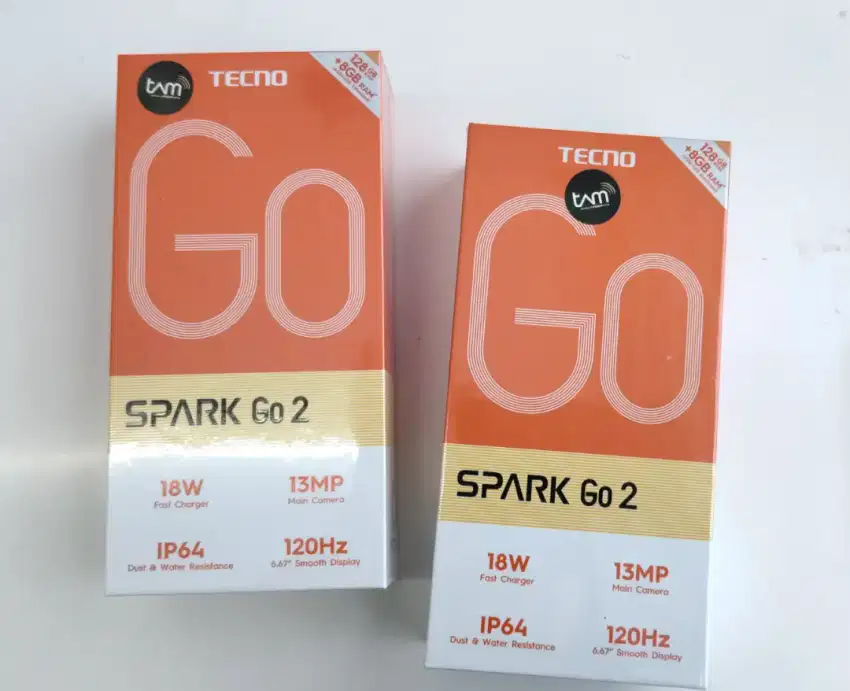 tam
TECNO
128GB
+8GB RAM*
GO
SPARK Go 2
18W
Fast Charger
13MP
Main Camera
IP64
Dust & Water Resistance
120Hz
6.67" Smooth Display
TECNO
tam
128GB
+8GB RAM*
GO
SPARK Go 2
18W
Fast Charger
13MP
Main Camera
IP64
Dust & Water Resistance
120Hz
6.67" Smooth Display